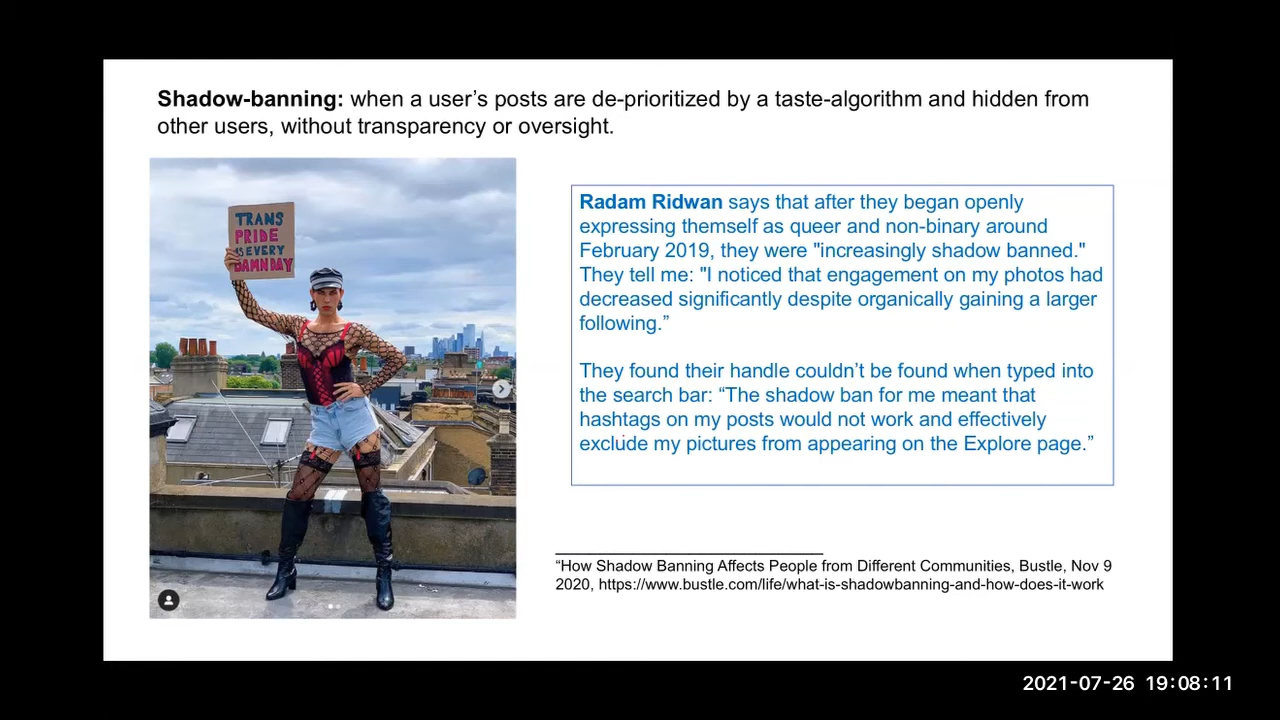 Shadow-banning: when a user's posts are de-prioritized by a taste-algorithm and hidden from
other users, without transparency or oversight.
TRANS
PRIDE
IS EVERY
DAMN DAY
Radam Ridwan says that after they began openly
expressing themself as queer and non-binary around
February 2019, they were "increasingly shadow banned."
They tell me: "I noticed that engagement on my photos had
decreased significantly despite organically gaining a larger
following.”
They found their handle couldn’t be found when typed into
the search bar: “The shadow ban for me meant that
hashtags on my posts would not work and effectively
exclude my pictures from appearing on the Explore page.”
“How Shadow Banning Affects People from Different Communities, Bustle, Nov 9
2020, https://www.bustle.com/life/what-is-shadowbanning-and-how-does-it-work
2021-07-26 19:08:11